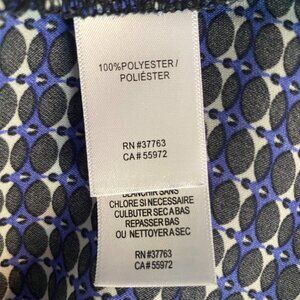 100%POLYESTER /
POLIÉSTER
RN #37763
CA# 55972
BLANCHIR SANS
CHLORE SI NECESSAIRE
CULBUTER SEC A BAS
REPASSER BAS
OU NETTOYER A SEC
RN #37763
CA# 55972